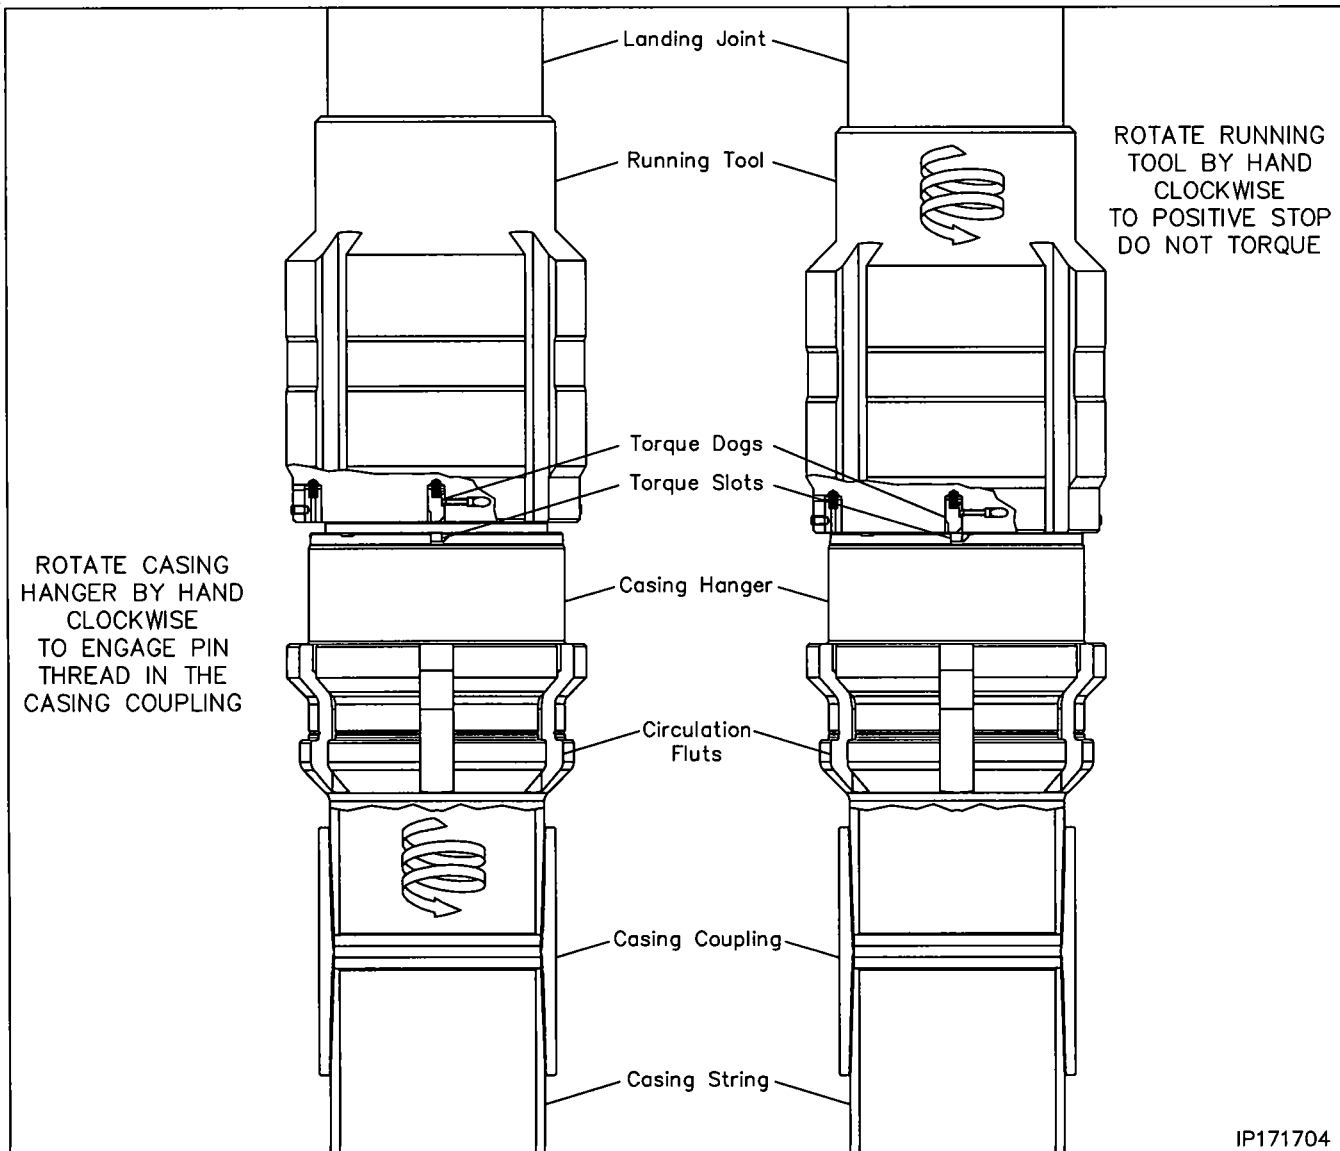 Landing Joint
ROTATE RUNNING
TOOL BY HAND
CLOCKWISE
TO POSITIVE STOP
DO NOT TORQUE
Running Tool
Torque Dogs
Torque Slots
ROTATE CASING
HANGER BY HAND
CLOCKWISE
TO ENGAGE PIN
THREAD IN THE
CASING COUPLING
Casing Hanger
Circulation
Fluts
Casing Coupling
Casing String
IP171704